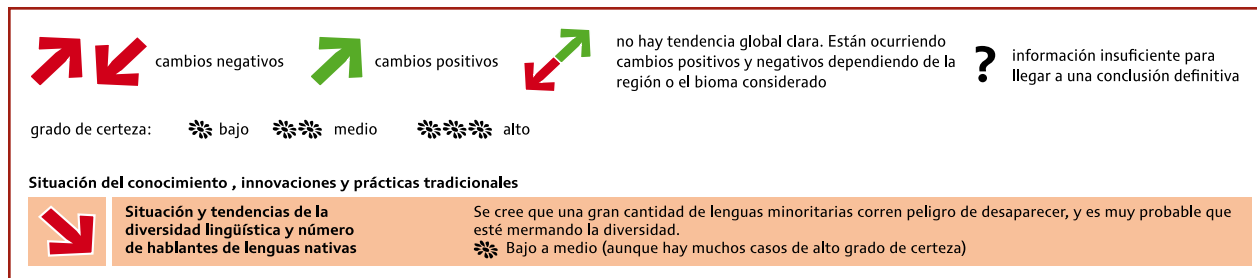 cambios negativos
cambios positivos
no hay tendencia global clara. Están ocurriendo
cambios positivos y negativos dependiendo de la
región o el bioma considerado
?
información insuficiente para
llegar a una conclusión definitiva
grado de certeza:
bajo
medio
alto
Situación del conocimiento , innovaciones y prácticas tradicionales
Situación y tendencias de la
diversidad lingüística y número
de hablantes de lenguas nativas
Se cree que una gran cantidad de lenguas minoritarias corren peligro de desaparecer, y es muy probable que
esté mermando la diversidad.
Bajo a medio (aunque hay muchos casos de alto grado de certeza)